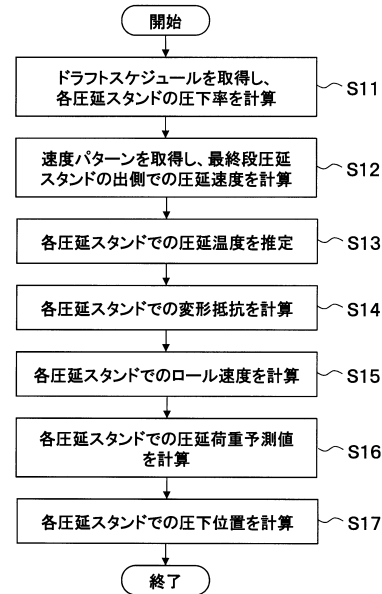 開始
ドラフトスケジュールを取得し、
各圧延スタンドの圧下率を計算
S11
速度パターンを取得し、最終段圧延
スタンドの出側での圧延速度を計算
S12
各圧延スタンドでの圧延温度を推定
S13
各圧延スタンドでの変形抵抗を計算
S14
各圧延スタンドでのロール速度を計算
S15
各圧延スタンドでの圧延荷重予測値
を計算
S16
各圧延スタンドでの圧下位置を計算
S17
終了